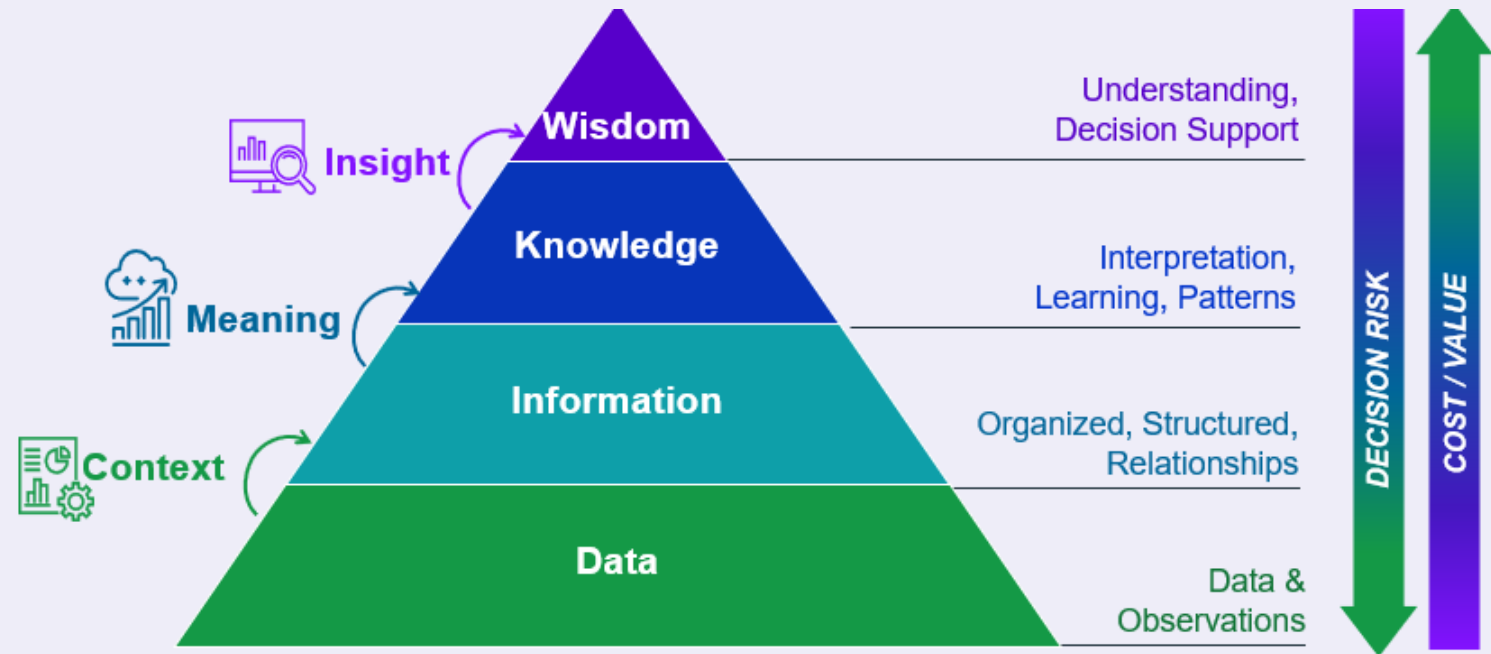 Wisdom
Understanding,
Decision Support
Insight
Knowledge
Interpretation,
Learning, Patterns
Meaning
Information
Organized, Structured,
Relationships
Context
Data
Data &
Observations
DECISION RISK
COST / VALUE